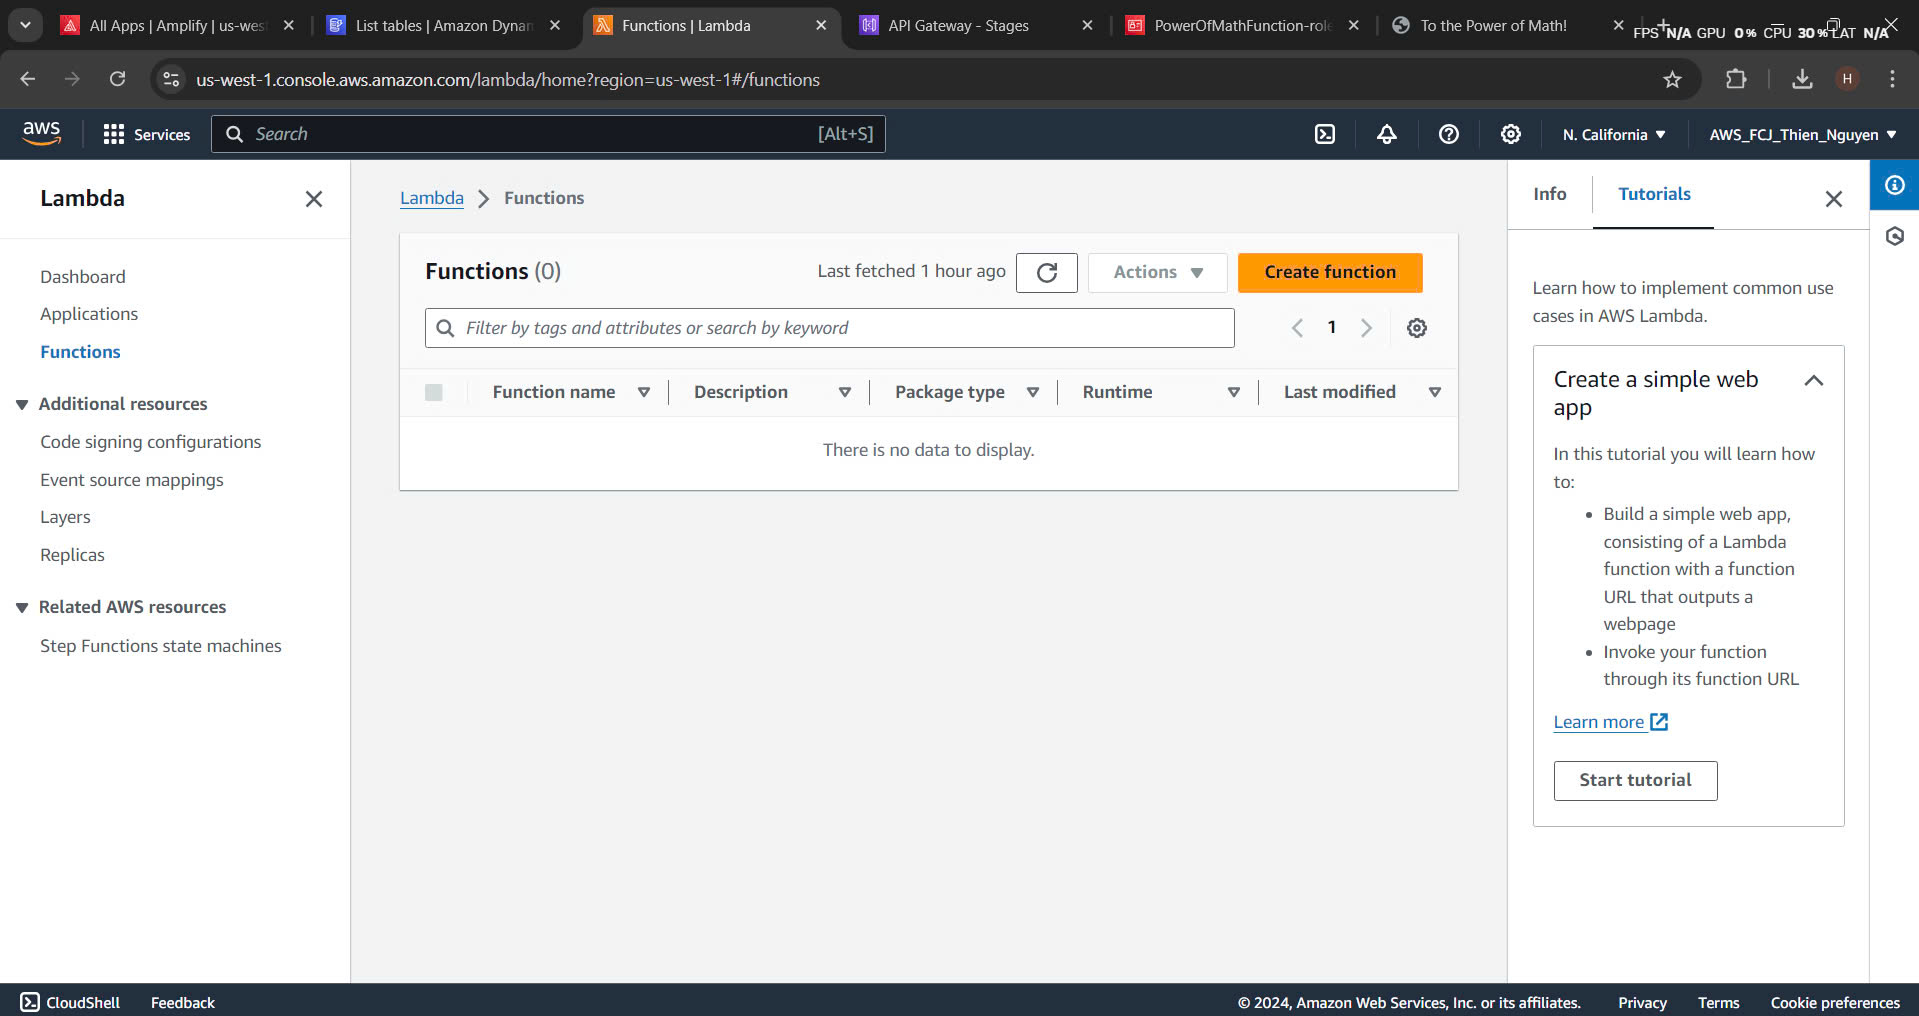 All Apps | Amplify | us-wes
List tables | Amazon Dynam
Functions | Lambda
API Gateway - Stages
PowerOfMathFunction-role
To the Power of Math!
FPS N/A GPU 0% CPU 30% LAT N/A
us-west-1.console.aws.amazon.com/lambda/home?region=us-west-1#/functions
H
aws
Services
Search
[Alt+S]
N. California
AWS_FCJ_Thien_Nguyen
Lambda
Dashboard
Applications
Functions
Additional resources
Code signing configurations
Event source mappings
Layers
Replicas
Related AWS resources
Step Functions state machines
Lambda
Functions
Functions (0)
Last fetched 1 hour ago
Actions
Create function
Filter by tags and attributes or search by keyword
1
Function name
Description
Package type
Runtime
Last modified
There is no data to display.
Info
Tutorials
Learn how to implement common use
cases in AWS Lambda.
Create a simple web
app
In this tutorial you will learn how
to:
• Build a simple web app,
consisting of a Lambda
function with a function
URL that outputs a
webpage
• Invoke your function
through its function URL
Learn more
Start tutorial
CloudShell
Feedback
© 2024, Amazon Web Services, Inc. or its affiliates.
Privacy
Terms
Cookie preferences